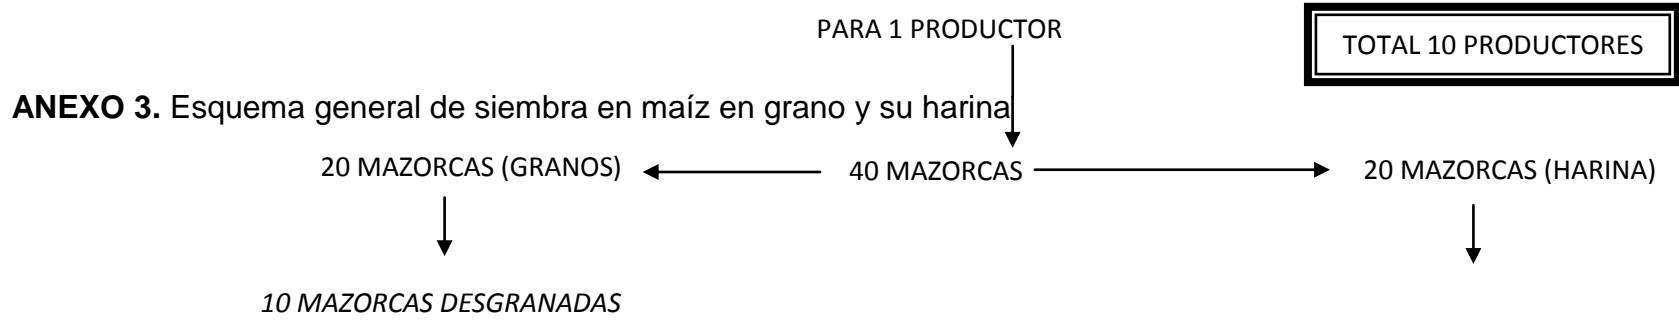 PARA 1 PRODUCTOR
TOTAL 10 PRODUCTORES
ANEXO 3. Esquema general de siembra en maíz en grano y su harina
20 MAZORCAS (GRANOS)
40 MAZORCAS
20 MAZORCAS (HARINA)
10 MAZORCAS DESGRANADAS